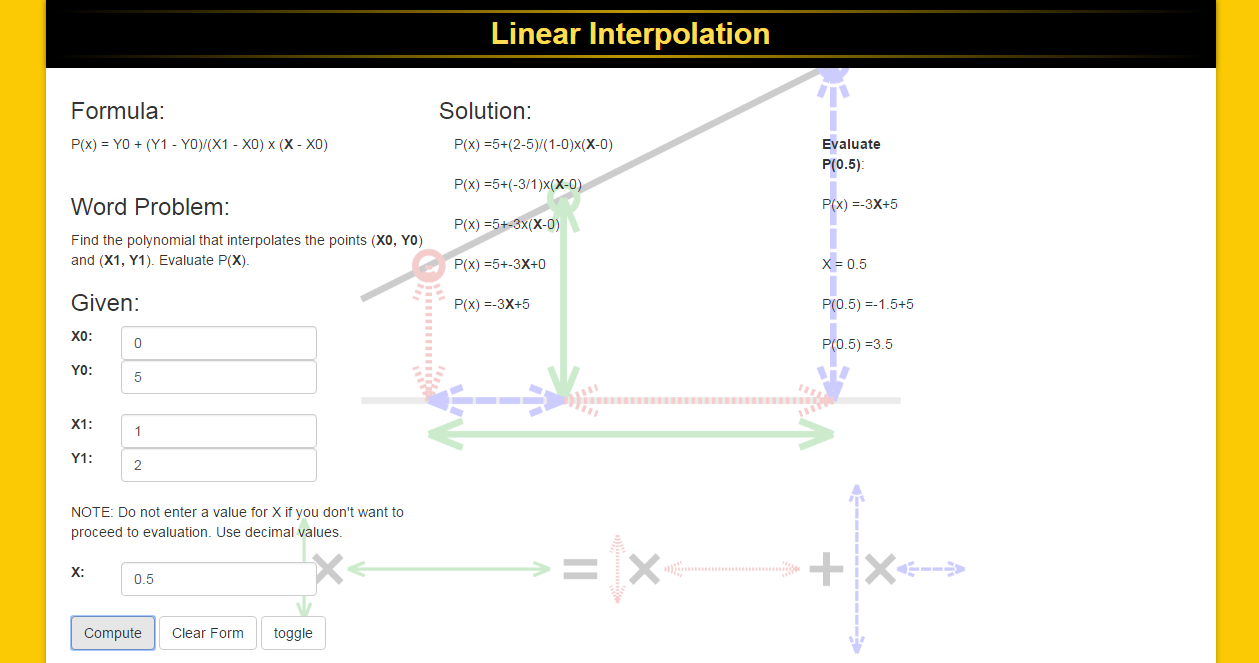 Linear Interpolation
Formula:
P(x) = Y0 + (Y1 - Y0)/(X1 - X0) x (X - X0)
Word Problem:
Find the polynomial that interpolates the points (X0, Y0)
and (X1, Y1). Evaluate P(X).
Given:
X0:
0
Y0:
5
X1:
1
Y1:
2
NOTE: Do not enter a value for X if you don't want to
proceed to evaluation. Use decimal values.
X:
0.5
Compute Clear Form toggle
Solution:
P(x) =5+(2-5)/(1-0)x(X-0)
P(x) =5+(-3/1)x(X-0)
P(x) =5+-3x(X-0)
P(x) =5+-3X+0
P(x) =-3X+5
Evaluate
P(0.5):
P(x) =-3X+5
X = 0.5
P(0.5) =-1.5+5
P(0.5) =3.5
× = × + ×